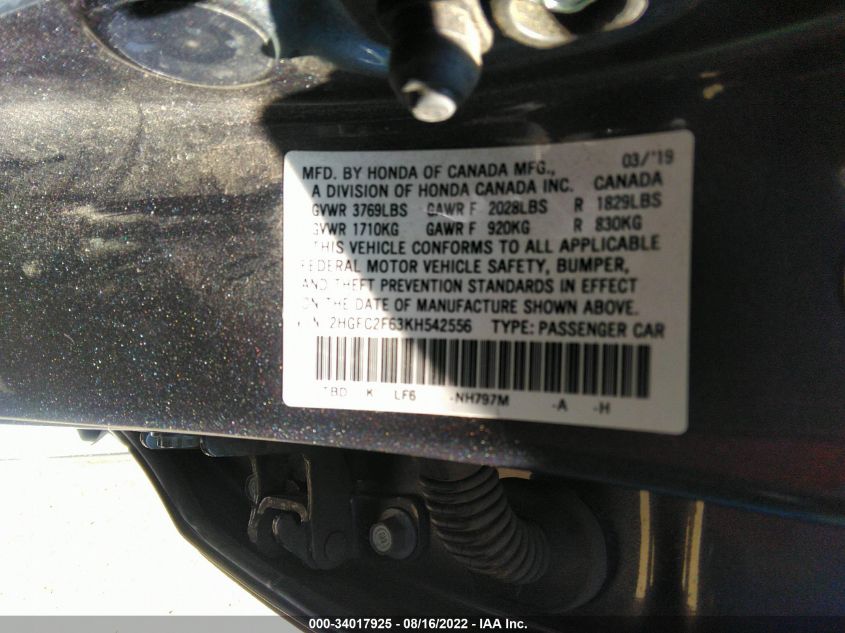 03/'19
MFD. BY HONDA OF CANADA MFG.,
A DIVISION OF HONDA CANADA INC. CANADA
GVWR 3769LBS GAWR F 2028LBS R 1829LBS
GVWR 1710KG GAWR F 920KG R 830KG
THIS VEHICLE CONFORMS TO ALL APPLICABLE
FEDERAL MOTOR VEHICLE SAFETY, BUMPER,
AND THEFT PREVENTION STANDARDS IN EFFECT
ON THE DATE OF MANUFACTURE SHOWN ABOVE.
2HGFC2F63KH542556 TYPE: PASSENGER CAR
TBD K LF6 -NH797M -A -H
000-34017925 - 08/16/2022 - IAA Inc.